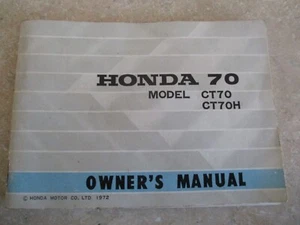 HONDA 70
MODEL CT70
CT70H
OWNER'S MANUAL
© HONDA MOTOR CO., LTD. 1972